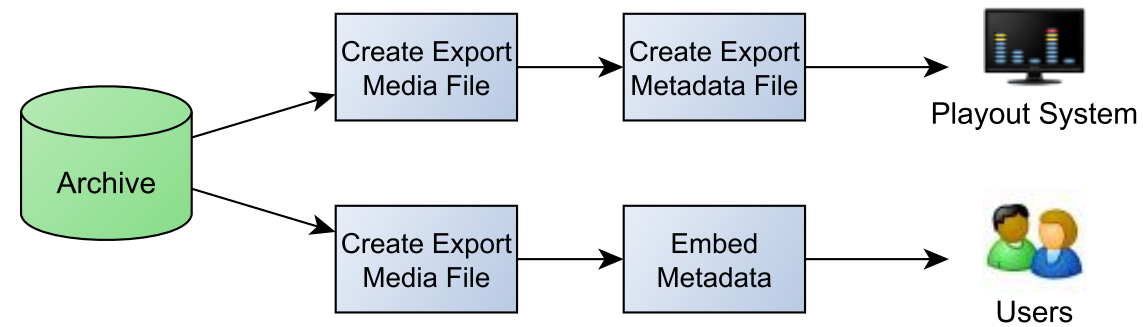 Archive
Create Export
Media File
Create Export
Metadata File
Playout System
Create Export
Media File
Embed
Metadata
Users